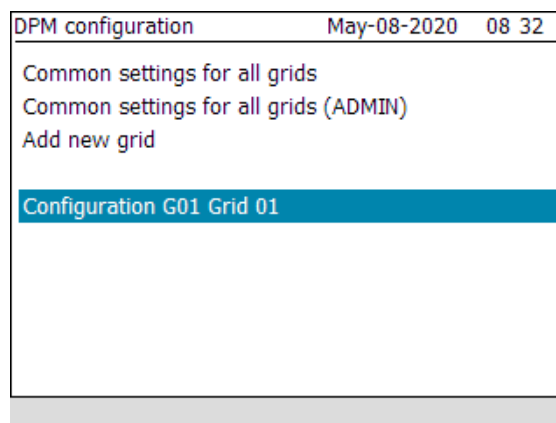 DPM configuration May-08-2020 08 32
Common settings for all grids
Common settings for all grids (ADMIN)
Add new grid
Configuration G01 Grid 01